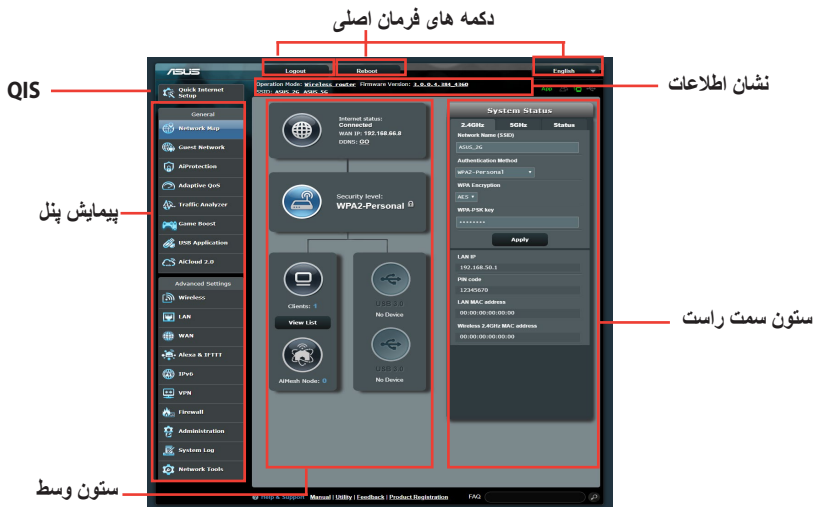 دکمه های فرمان اصلی
نشان اطلاعات
QIS
پیمایش پنل
ستون سمت راست
ستون وسط
ASUS
Logout
Reboot
English
Quick Internet
Setup
Operation Mode: Wireless router Firmware Version: 3.0.0.4.384_4360
SSID: ASUS_2G ASUS_5G
App
General
Network Map
Guest Network
AiProtection
Adaptive QoS
Traffic Analyzer
Game Boost
USB Application
AiCloud 2.0
Advanced Settings
Wireless
LAN
WAN
Alexa & IFTTT
IPv6
VPN
Firewall
Administration
System Log
Network Tools
Internet status:
Connected
WAN IP: 192.168.66.8
DDNS: GO
Security level:
WPA2-Personal
Clients: 1
View List
AiMesh Node: 0
USB 3.0
No Device
USB 3.0
No Device
System Status
2.4GHz
5GHz
Status
Network Name (SSID)
ASUS_2G
Authentication Method
WPA2-Personal
WPA Encryption
AES
WPA-PSK key
********
Apply
LAN IP
192.168.50.1
PIN code
12345670
LAN MAC address
00:00:00:00:00:00
Wireless 2.4GHz MAC address
00:00:00:00:00:00
Help & Support Manual | Utility | Feedback | Product Registration
FAQ